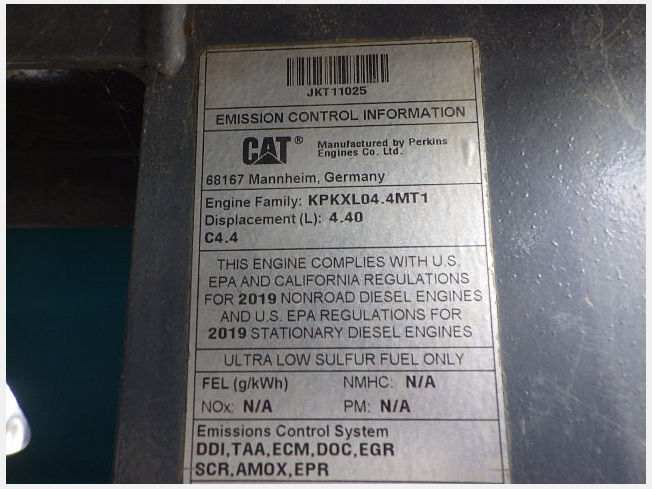 JKT11025
EMISSION CONTROL INFORMATION
CAT® Manufactured by Perkins
Engines Co. Ltd.
68167 Mannheim, Germany
Engine Family: KPKXL04.4MT1
Displacement (L): 4.40
C4.4
THIS ENGINE COMPLIES WITH U.S.
EPA AND CALIFORNIA REGULATIONS
FOR 2019 NONROAD DIESEL ENGINES
AND U.S. EPA REGULATIONS FOR
2019 STATIONARY DIESEL ENGINES
ULTRA LOW SULFUR FUEL ONLY
FEL (g/kWh) NMHC: N/A
NOx: N/A PM: N/A
Emissions Control System
DDI,TAA,ECM,DOC,EGR
SCR,AMOX,EPR